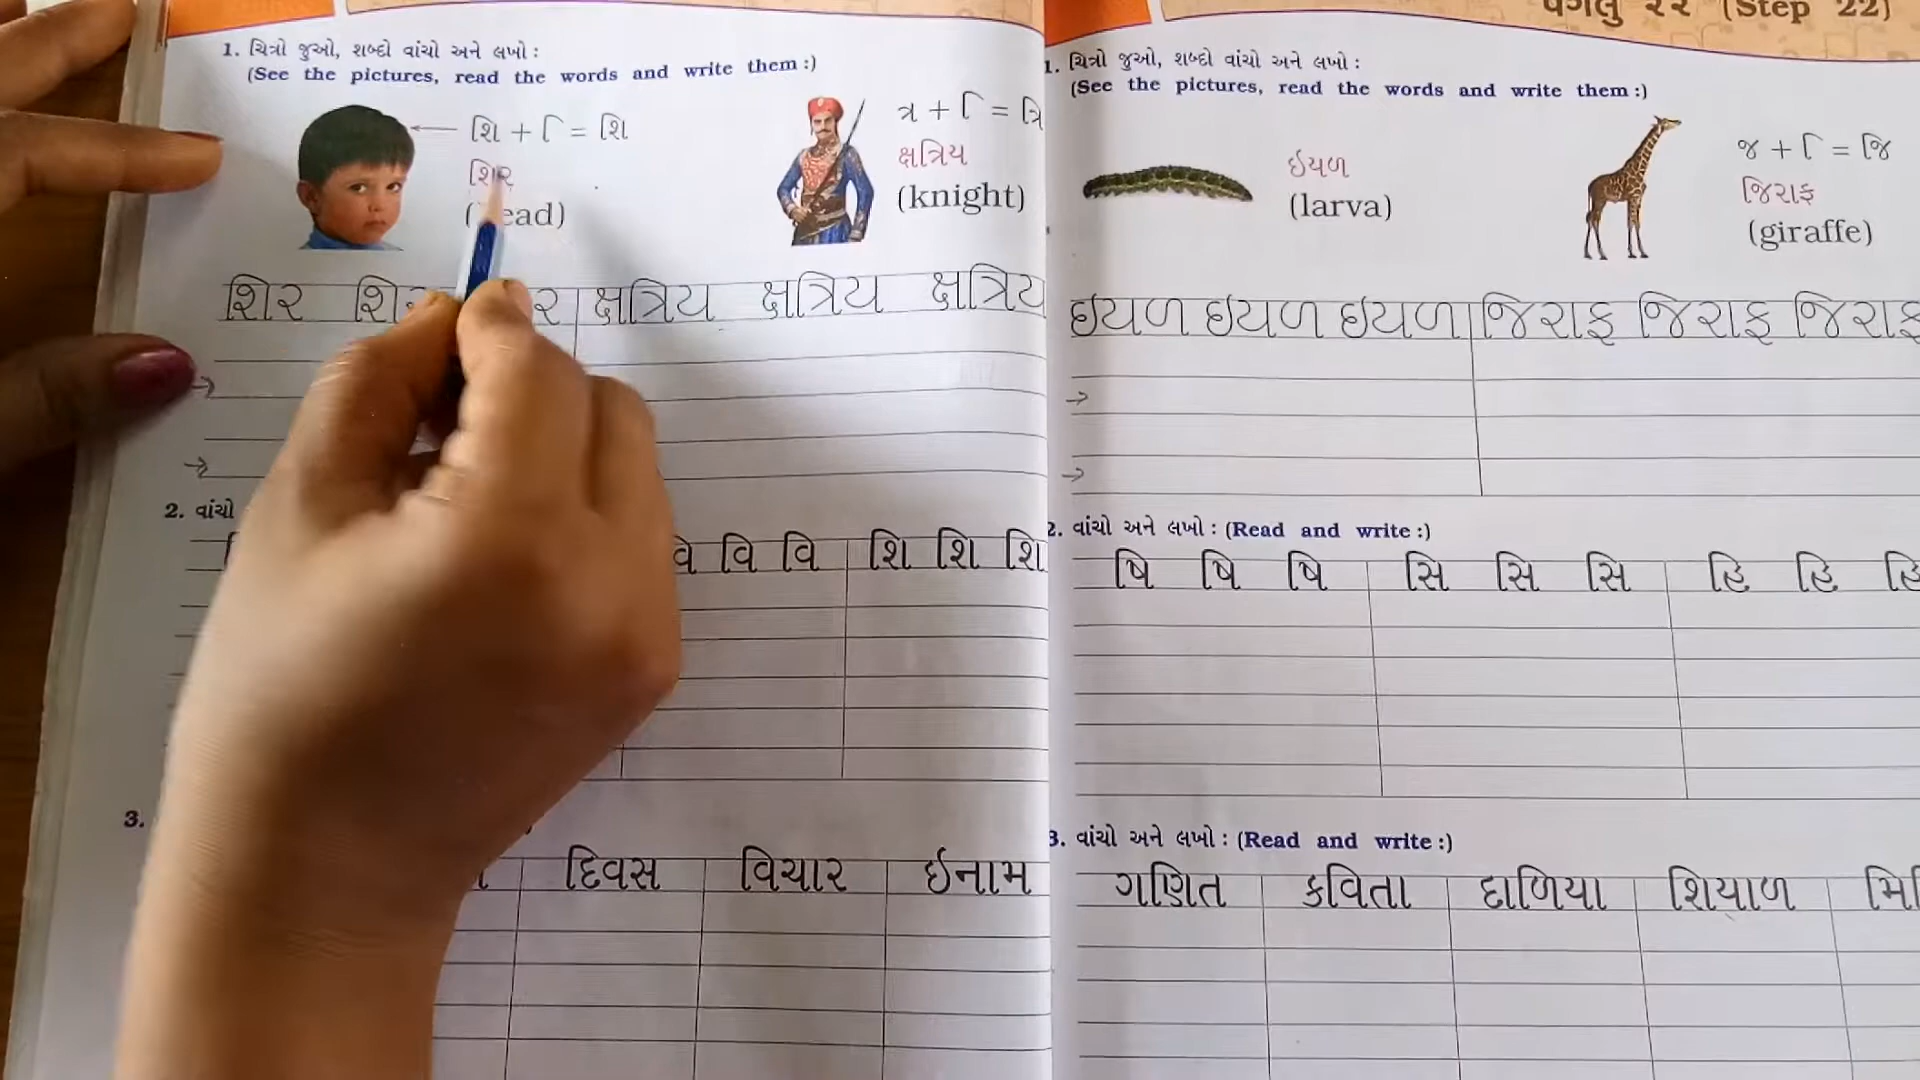 1. ચિત્રો જુઓ, શબ્દો વાંચો અને લખો :
(See the pictures, read the words and write them :)
શિ + િ = શિ
શિર
ત્ર + િ = ત્રિ
ક્ષત્રિય
(knight)
શિર
ક્ષત્રિય ક્ષત્રિય ક્ષત્રિય
2. વાંચો
વિ વિ વિ શિ શિ શિ
3.
દિવસ વિચાર ઈનામ
પગલું ૨૨ (Step 22)
1. ચિત્રો જુઓ, શબ્દો વાંચો અને લખો :
(See the pictures, read the words and write them :)
ઈયળ
(larva)
જ + િ = જિ
જિરાફ
(giraffe)
ઇયળ ઇયળ ઇયળ જિરાફ જિરાફ જિરાફ
2. વાંચો અને લખો : (Read and write :)
ષિ ષિ ષિ સિ સિ સિ હિ હિ હિ
3. વાંચો અને લખો : (Read and write :)
ગણિત કવિતા દાળિયા શિયાળ